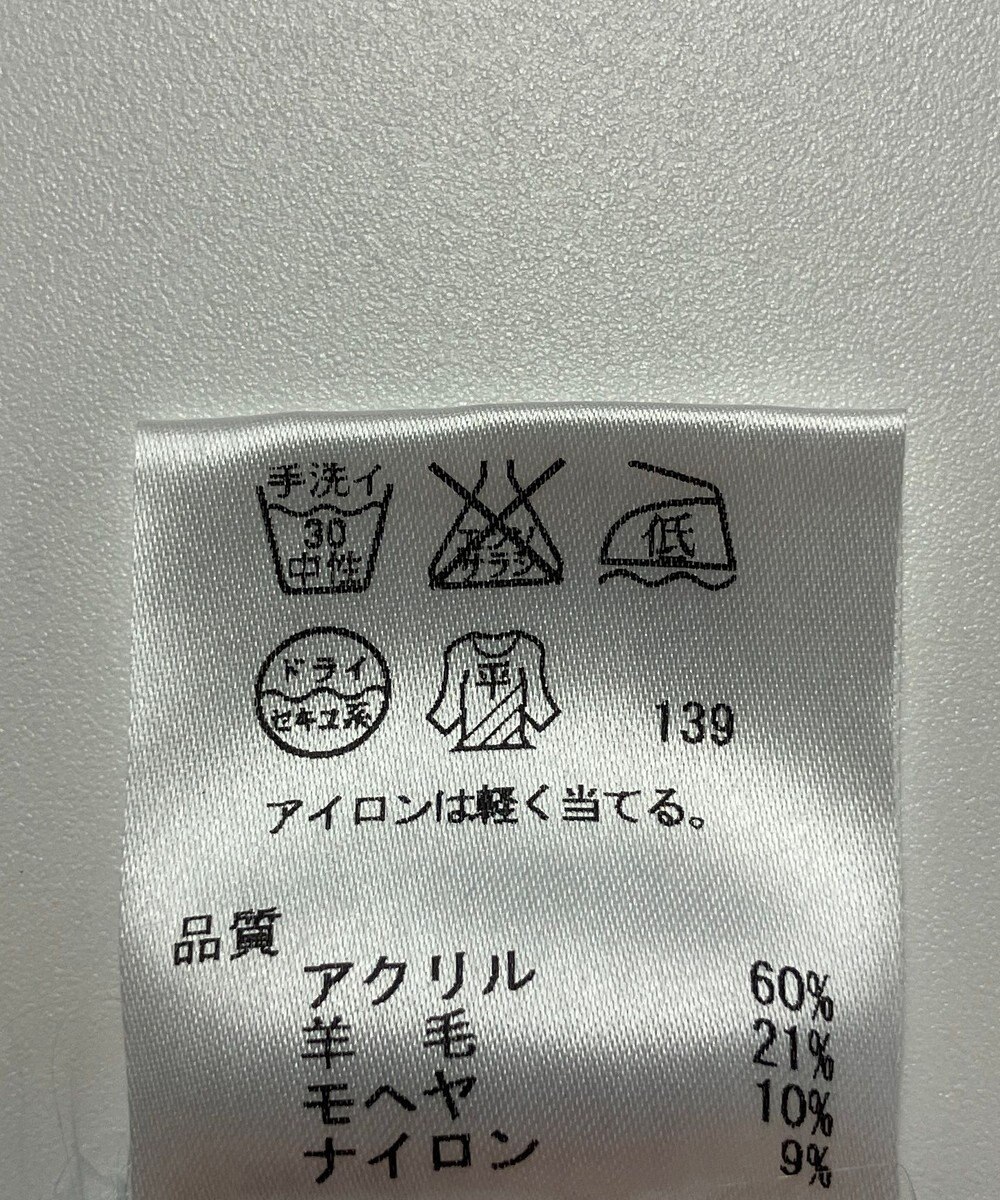 手洗イ
30
中性
エンソ
サラシ
低
ドライ
セキユ系
平
139
アイロンは軽く当てる。
品質
アクリル 60%
羊毛 21%
モヘヤ 10%
ナイロン 9%